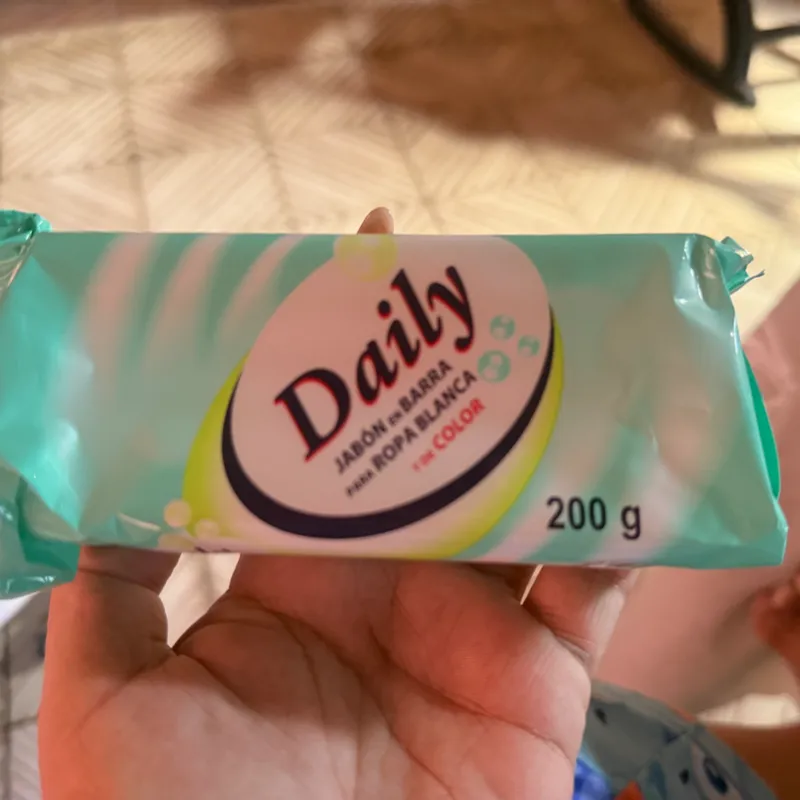 Daily
JABÓN EN BARRA
PARA ROPA BLANCA
Y DE COLOR
200 g